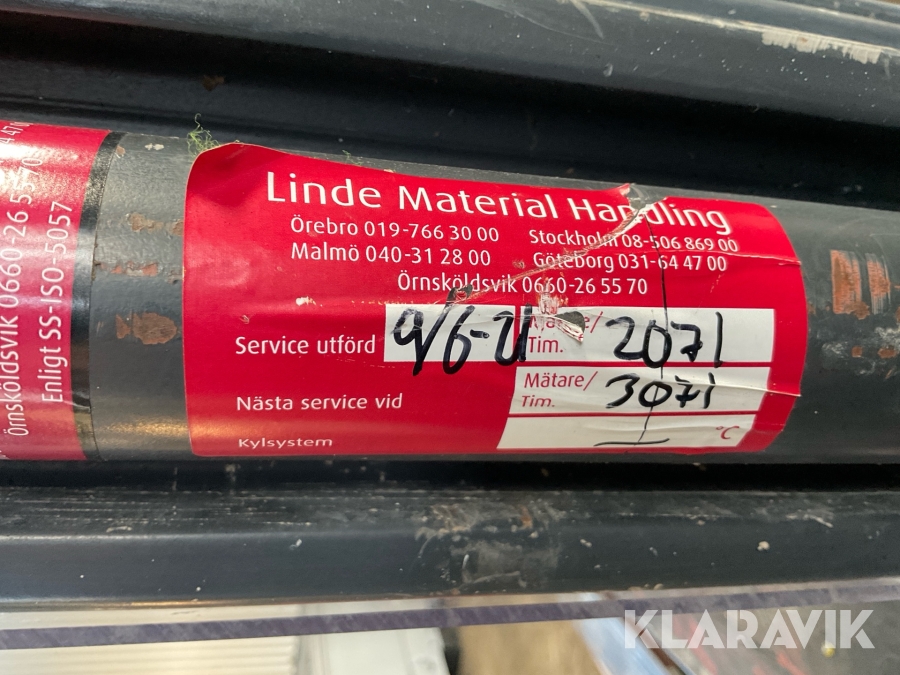 Linde Material Handling
Örebro 019-766 30 00 Stockholm 08-506 869 00
Malmö 040-31 28 00 Göteborg 031-64 47 00
Örnsköldsvik 0660-26 55 70
Service utförd 9/6-21 Tim. 2071
Nästa service vid Mätare/ Tim. 3071
Kylsystem °C
Örnsköldsvik 0660-26 55 70
Enligt SS-ISO-5057
KLARAVIK